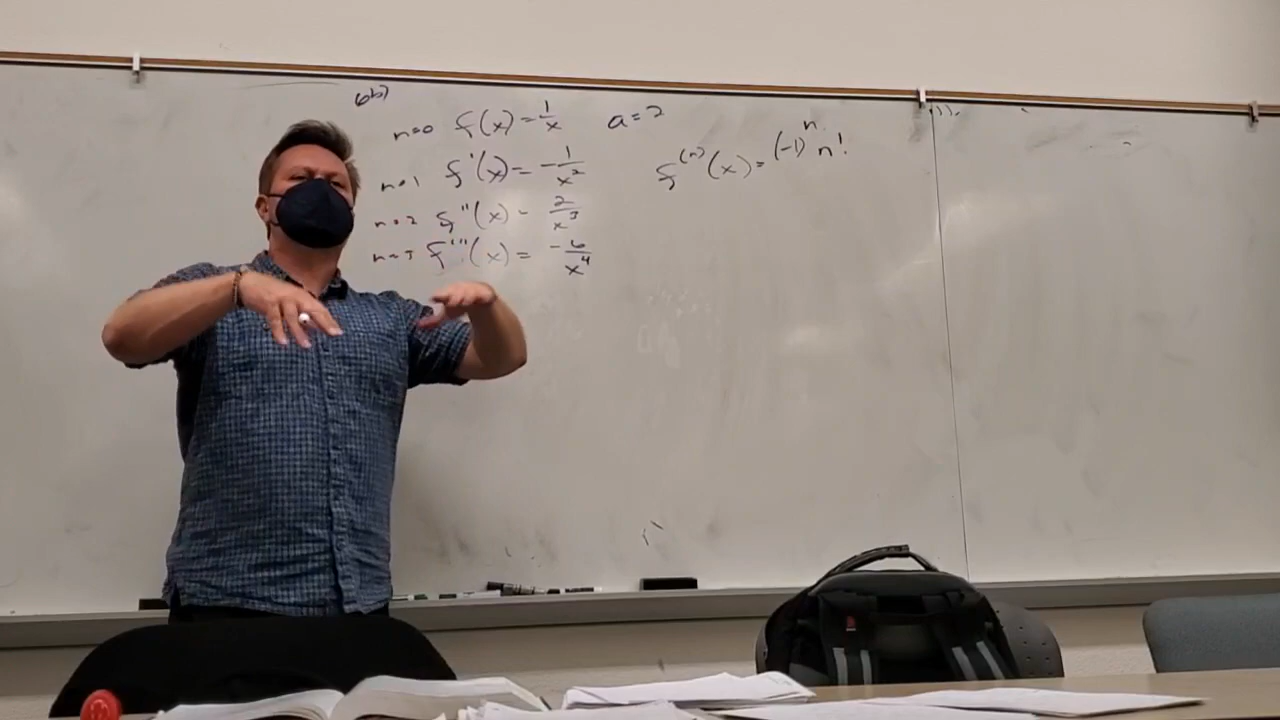 6b)
n=0 f(x) = 1/x a=2
n=1 f'(x) = -1/x²
n=2 f''(x) = 2/x³
n=3 f'''(x) = -6/x⁴
f⁽ⁿ⁾(x) = (-1)ⁿ n!